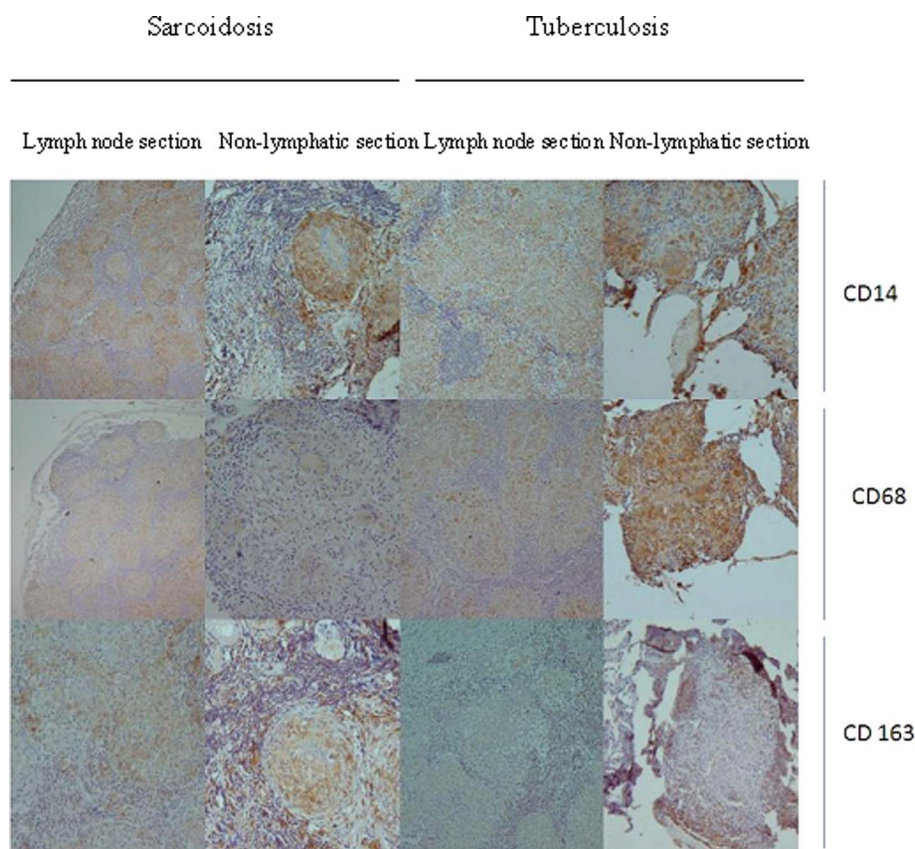 Sarcoidosis Tuberculosis
Lymph node section Non-lymphatic section Lymph node section Non-lymphatic section
CD14
CD68
CD 163